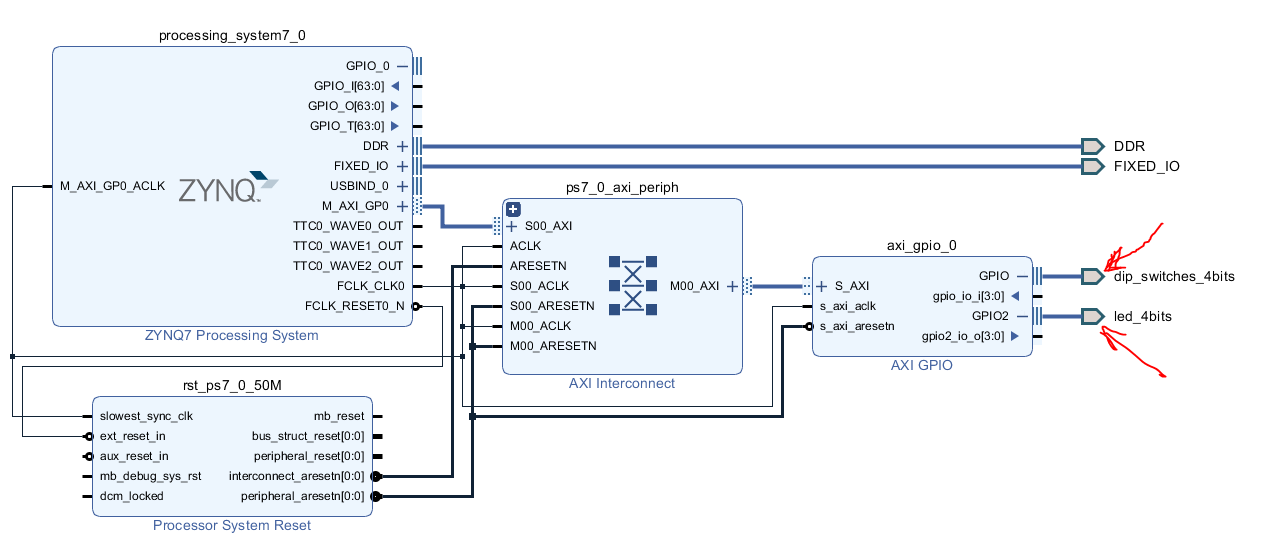 processing_system7_0
GPIO_0
GPIO_I[63:0]
GPIO_O[63:0]
GPIO_T[63:0]
DDR
FIXED_IO
USBIND_0
M_AXI_GP0
TTC0_WAVE0_OUT
TTC0_WAVE1_OUT
TTC0_WAVE2_OUT
FCLK_CLK0
FCLK_RESET0_N
M_AXI_GP0_ACLK
ZYNQ
ZYNQ7 Processing System
DDR
FIXED_IO
ps7_0_axi_periph
S00_AXI
ACLK
ARESETN
S00_ACLK
S00_ARESETN
M00_ACLK
M00_ARESETN
M00_AXI
AXI Interconnect
axi_gpio_0
S_AXI
s_axi_aclk
s_axi_aresetn
GPIO
gpio_io_i[3:0]
GPIO2
gpio2_io_o[3:0]
AXI GPIO
dip_switches_4bits
led_4bits
rst_ps7_0_50M
slowest_sync_clk
ext_reset_in
aux_reset_in
mb_debug_sys_rst
dcm_locked
mb_reset
bus_struct_reset[0:0]
peripheral_reset[0:0]
interconnect_aresetn[0:0]
peripheral_aresetn[0:0]
Processor System Reset